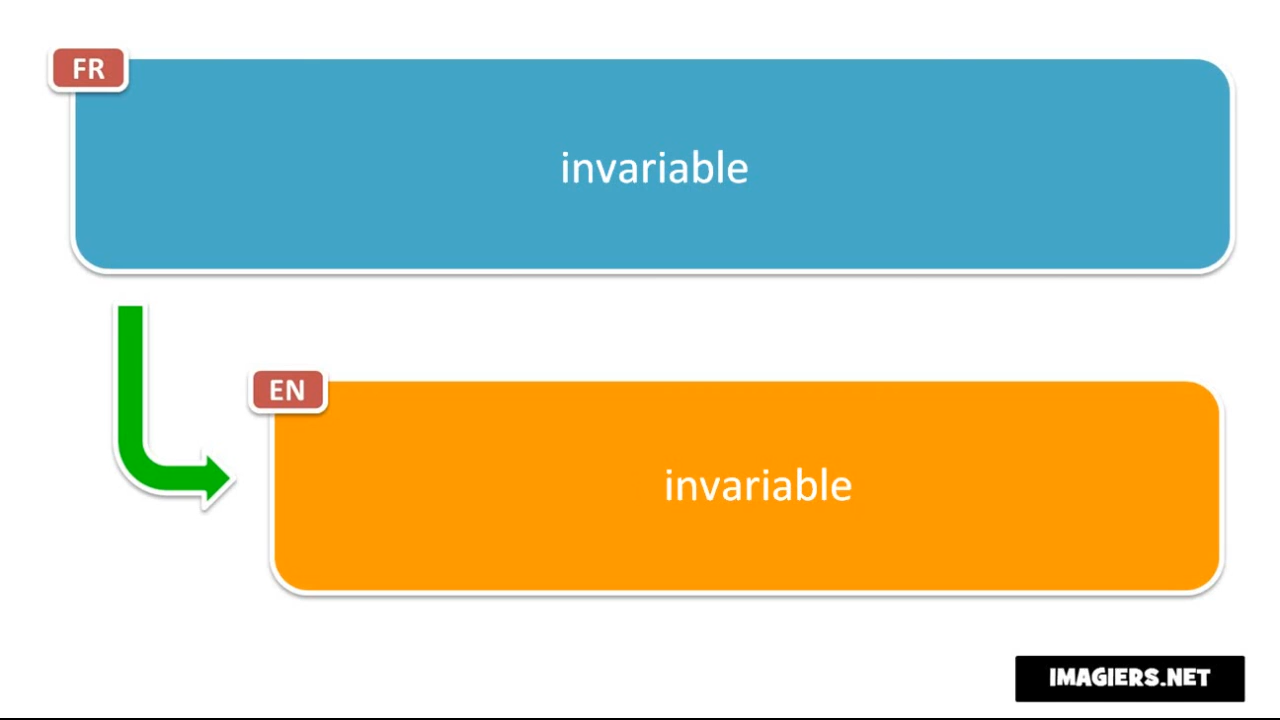 FR
invariable
EN
invariable
IMAGIERS.NET